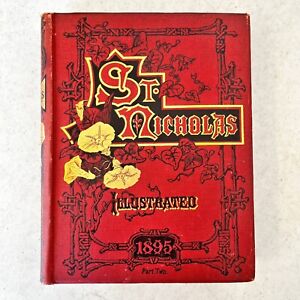 St.
Nicholas
Illustrated
1895
Part Two.